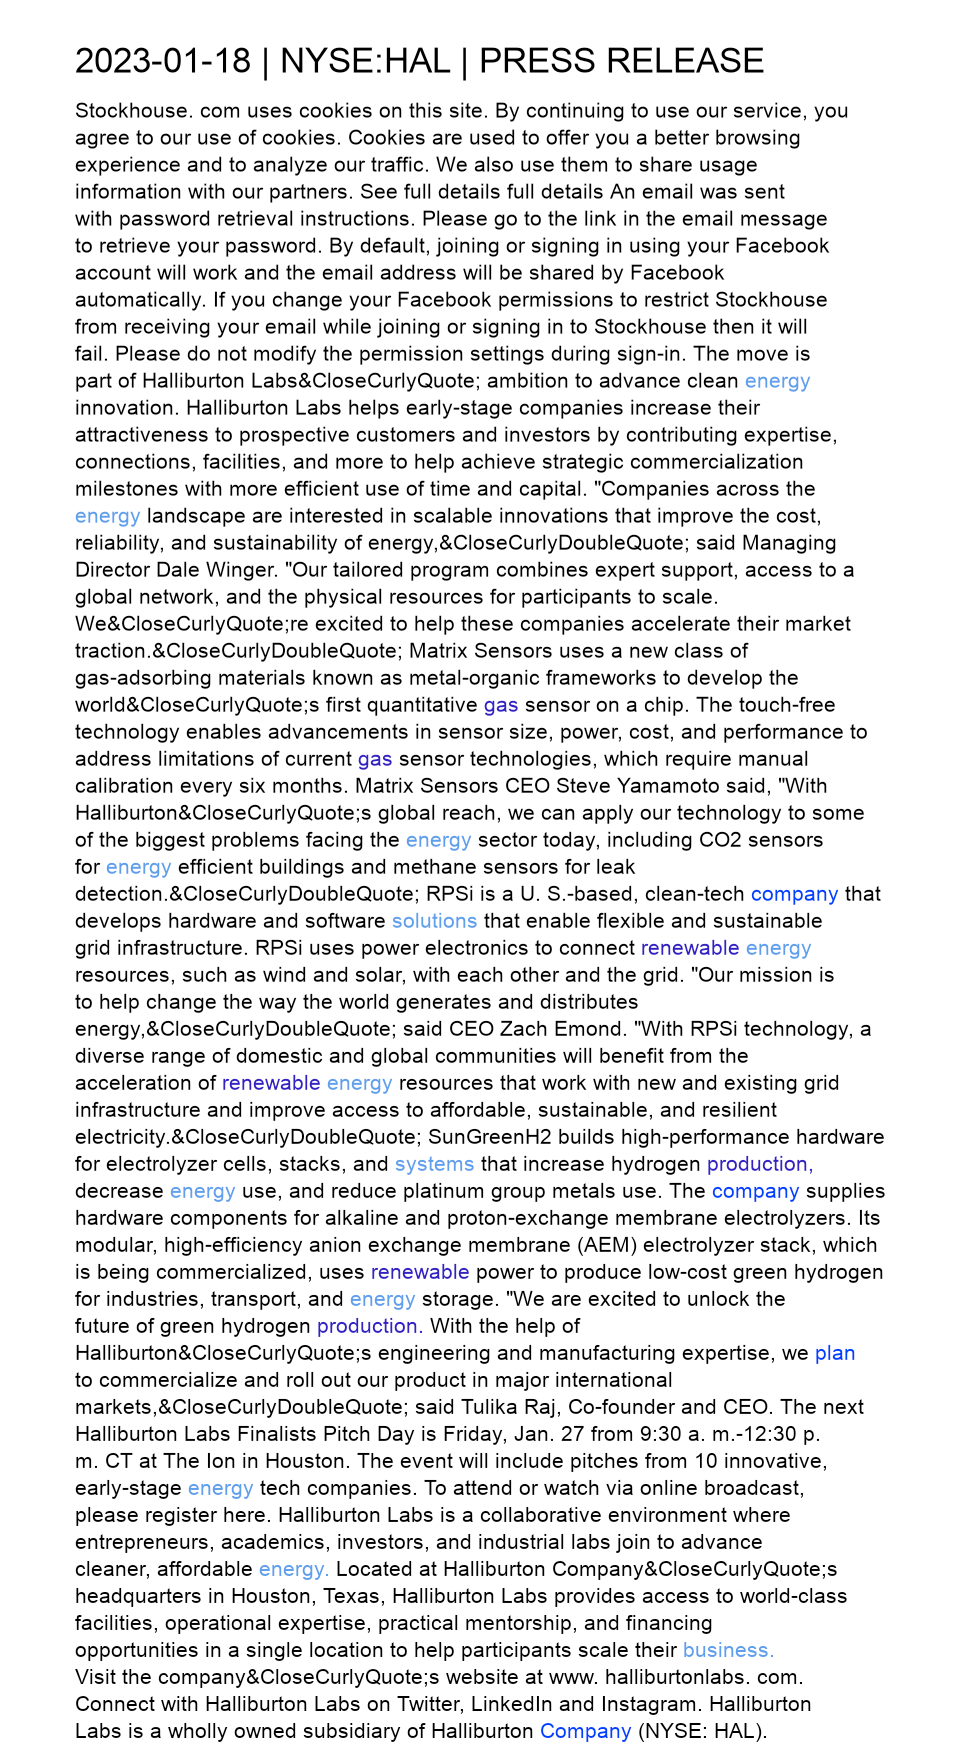 2023-01-18 | NYSE:HAL | PRESS RELEASE
Stockhouse. com uses cookies on this site. By continuing to use our service, you
agree to our use of cookies. Cookies are used to offer you a better browsing
experience and to analyze our traffic. We also use them to share usage
information with our partners. See full details full details An email was sent
with password retrieval instructions. Please go to the link in the email message
to retrieve your password. By default, joining or signing in using your Facebook
account will work and the email address will be shared by Facebook
automatically. If you change your Facebook permissions to restrict Stockhouse
from receiving your email while joining or signing in to Stockhouse then it will
fail. Please do not modify the permission settings during sign-in. The move is
part of Halliburton Labs&CloseCurlyQuote; ambition to advance clean energy
innovation. Halliburton Labs helps early-stage companies increase their
attractiveness to prospective customers and investors by contributing expertise,
connections, facilities, and more to help achieve strategic commercialization
milestones with more efficient use of time and capital. "Companies across the
energy landscape are interested in scalable innovations that improve the cost,
reliability, and sustainability of energy,&CloseCurlyDoubleQuote; said Managing
Director Dale Winger. "Our tailored program combines expert support, access to a
global network, and the physical resources for participants to scale.
We&CloseCurlyQuote;re excited to help these companies accelerate their market
traction.&CloseCurlyDoubleQuote; Matrix Sensors uses a new class of
gas-adsorbing materials known as metal-organic frameworks to develop the
world&CloseCurlyQuote;s first quantitative gas sensor on a chip. The touch-free
technology enables advancements in sensor size, power, cost, and performance to
address limitations of current gas sensor technologies, which require manual
calibration every six months. Matrix Sensors CEO Steve Yamamoto said, "With
Halliburton&CloseCurlyQuote;s global reach, we can apply our technology to some
of the biggest problems facing the energy sector today, including CO2 sensors
for energy efficient buildings and methane sensors for leak
detection.&CloseCurlyDoubleQuote; RPSi is a U. S.-based, clean-tech company that
develops hardware and software solutions that enable flexible and sustainable
grid infrastructure. RPSi uses power electronics to connect renewable energy
resources, such as wind and solar, with each other and the grid. "Our mission is
to help change the way the world generates and distributes
energy,&CloseCurlyDoubleQuote; said CEO Zach Emond. "With RPSi technology, a
diverse range of domestic and global communities will benefit from the
acceleration of renewable energy resources that work with new and existing grid
infrastructure and improve access to affordable, sustainable, and resilient
electricity.&CloseCurlyDoubleQuote; SunGreenH2 builds high-performance hardware
for electrolyzer cells, stacks, and systems that increase hydrogen production,
decrease energy use, and reduce platinum group metals use. The company supplies
hardware components for alkaline and proton-exchange membrane electrolyzers. Its
modular, high-efficiency anion exchange membrane (AEM) electrolyzer stack, which
is being commercialized, uses renewable power to produce low-cost green hydrogen
for industries, transport, and energy storage. "We are excited to unlock the
future of green hydrogen production. With the help of
Halliburton&CloseCurlyQuote;s engineering and manufacturing expertise, we plan
to commercialize and roll out our product in major international
markets,&CloseCurlyDoubleQuote; said Tulika Raj, Co-founder and CEO. The next
Halliburton Labs Finalists Pitch Day is Friday, Jan. 27 from 9:30 a. m.-12:30 p.
m. CT at The Ion in Houston. The event will include pitches from 10 innovative,
early-stage energy tech companies. To attend or watch via online broadcast,
please register here. Halliburton Labs is a collaborative environment where
entrepreneurs, academics, investors, and industrial labs join to advance
cleaner, affordable energy. Located at Halliburton Company&CloseCurlyQuote;s
headquarters in Houston, Texas, Halliburton Labs provides access to world-class
facilities, operational expertise, practical mentorship, and financing
opportunities in a single location to help participants scale their business.
Visit the company&CloseCurlyQuote;s website at www. halliburtonlabs. com.
Connect with Halliburton Labs on Twitter, LinkedIn and Instagram. Halliburton
Labs is a wholly owned subsidiary of Halliburton Company (NYSE: HAL).